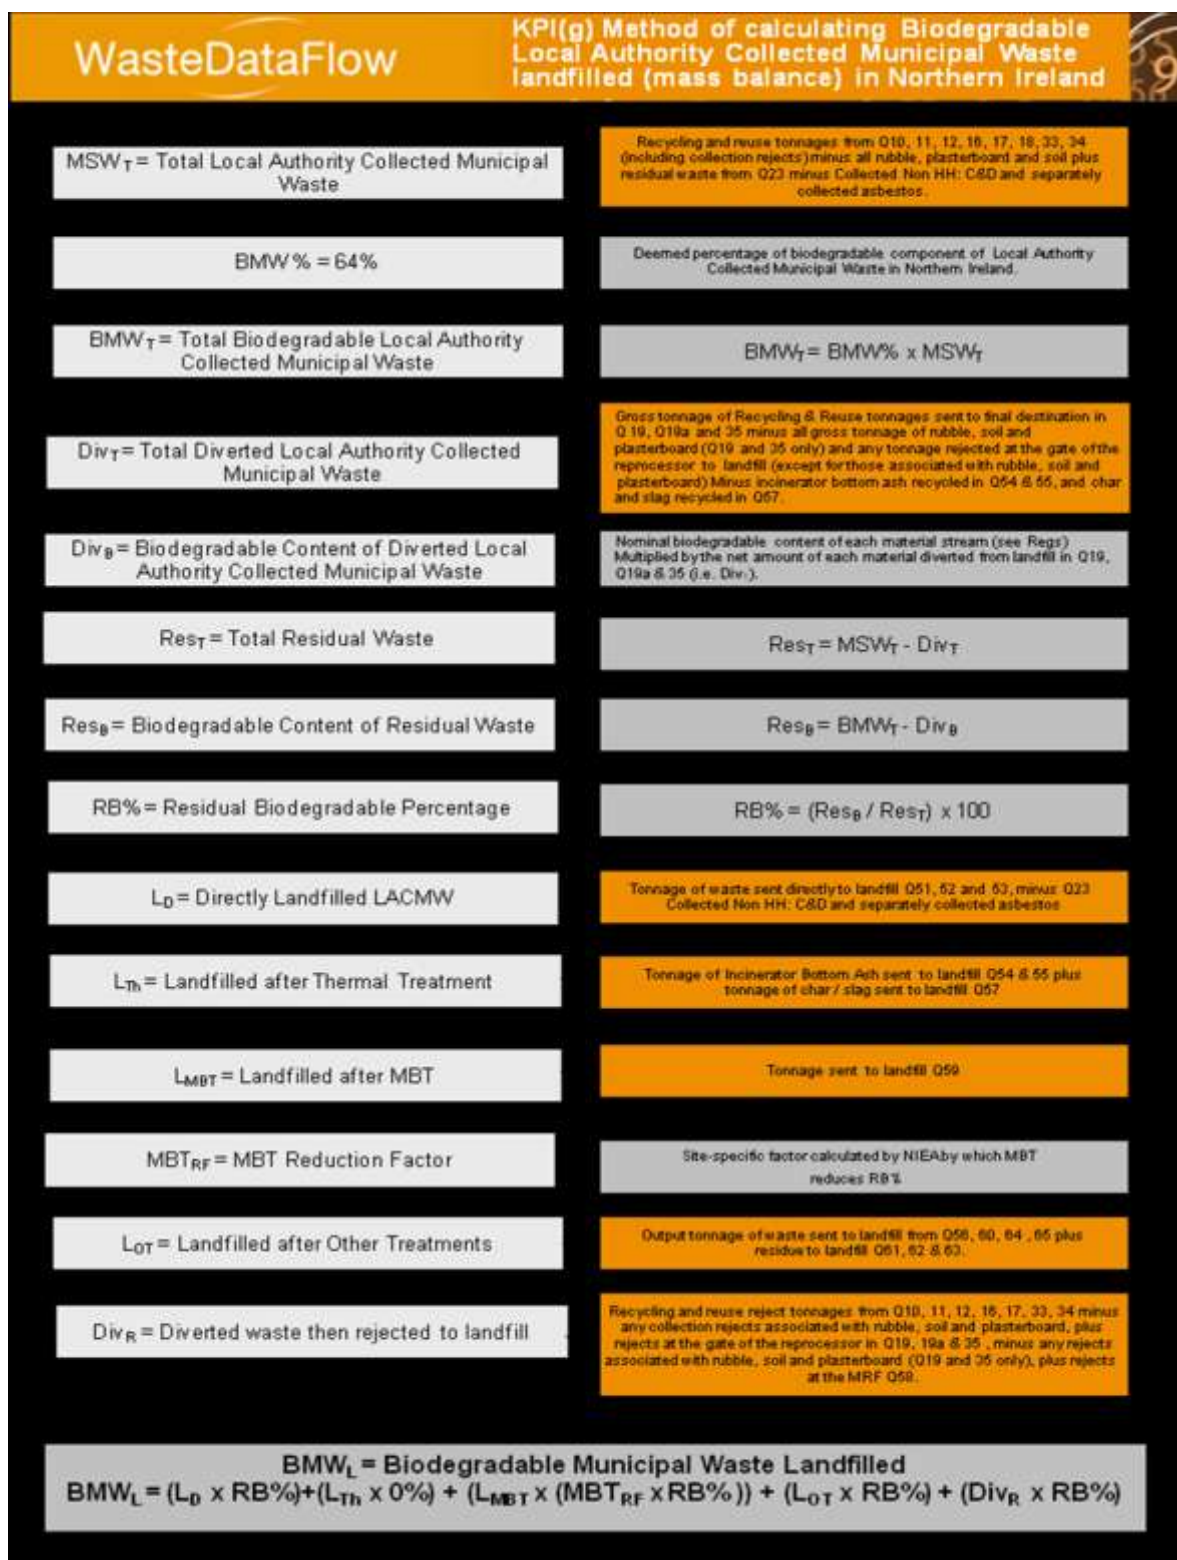 WasteDataFlow
KPI(g) Method of calculating Biodegradable
Local Authority Collected Municipal Waste
landfilled (mass balance) in Northern Ireland
MSWT = Total Local Authority Collected Municipal
Waste
Recycling and reuse tonnages from Q10, 11, 12, 16, 17, 18, 33, 34
(including collection rejects) minus all rubble, plasterboard and soil plus
residual waste from Q23 minus Collected Non HH: C&D and separately
collected asbestos.
BMW% = 64%
Deemed percentage of biodegradable component of Local Authority
Collected Municipal Waste in Northern Ireland.
BMWT = Total Biodegradable Local Authority
Collected Municipal Waste
BMWT = BMW% x MSWT
DivT = Total Diverted Local Authority Collected
Municipal Waste
Gross tonnage of Recycling & Reuse tonnages sent to final destination in
Q 19, Q19a and 35 minus all gross tonnage of rubble, soil and
plasterboard (Q19 and 35 only) and any tonnage rejected at the gate of the
reprocessor to landfill (except for those associated with rubble, soil and
plasterboard) Minus incinerator bottom ash recycled in Q54 & 55, and char
and slag recycled in Q57.
DivB = Biodegradable Content of Diverted Local
Authority Collected Municipal Waste
Nominal biodegradable content of each material stream (see Regs)
Multiplied by the net amount of each material diverted from landfill in Q19,
Q19a & 35 (i.e. DivT).
ResT = Total Residual Waste
ResT = MSWT - DivT
ResB = Biodegradable Content of Residual Waste
ResB = BMWT - DivB
RB% = Residual Biodegradable Percentage
RB% = (ResB / ResT) x 100
LD = Directly Landfilled LACMW
Tonnage of waste sent directly to landfill Q51, 52 and 53, minus Q23
Collected Non HH: C&D and separately collected asbestos
LTh = Landfilled after Thermal Treatment
Tonnage of Incinerator Bottom Ash sent to landfill Q54 & 55 plus
tonnage of char / slag sent to landfill Q57
LMBT = Landfilled after MBT
Tonnage sent to landfill Q59
MBTRF = MBT Reduction Factor
Site-specific factor calculated by NIEA by which MBT
reduces RB%
LOT = Landfilled after Other Treatments
Output tonnage of waste sent to landfill from Q56, 60, 64 , 65 plus
residue to landfill Q61, 62 & 63.
DivR = Diverted waste then rejected to landfill
Recycling and reuse reject tonnages from Q10, 11, 12, 16, 17, 33, 34 minus
any collection rejects associated with rubble, soil and plasterboard, plus
rejects at the gate of the reprocessor in Q19, 19a & 35 , minus any rejects
associated with rubble, soil and plasterboard (Q19 and 35 only), plus rejects
at the MRF Q58.
BMWL = Biodegradable Municipal Waste Landfilled
BMWL = (LD x RB%)+(LTh x 0%) + (LMBT x (MBTRF x RB%)) + (LOT x RB%) + (DivR x RB%)